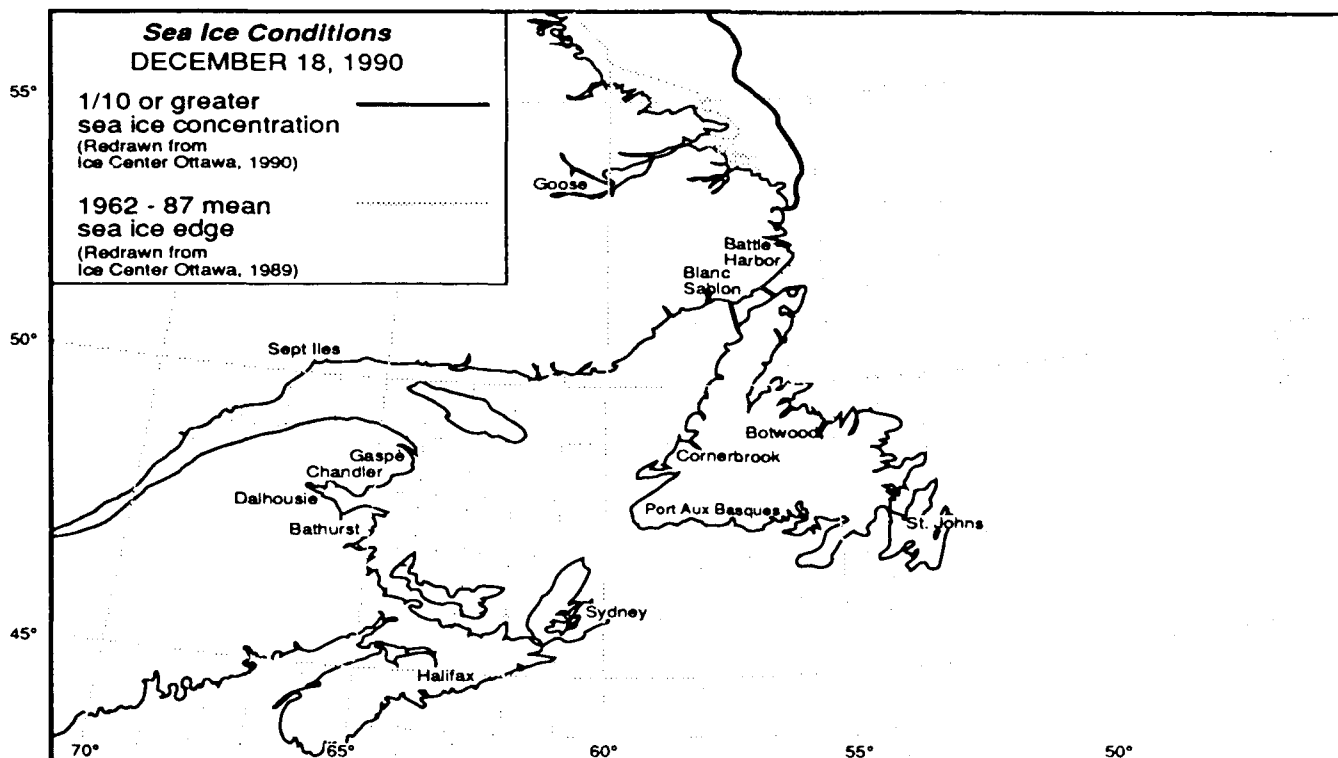 Sea Ice Conditions
DECEMBER 18, 1990
1/10 or greater
sea ice concentration
(Redrawn from
Ice Center Ottawa, 1990)
1962 - 87 mean
sea ice edge
(Redrawn from
Ice Center Ottawa, 1989)
55°
Goose
Battle
Harbor
Blanc
Sablon
50°
Sept Iles
Botwood
Gaspè
Cornerbrook
Chandler
Dalhousie
Port Aux Basques
Bathurst
St. Johns
Sydney
45°
Halifax
70°
65°
60°
55°
50°